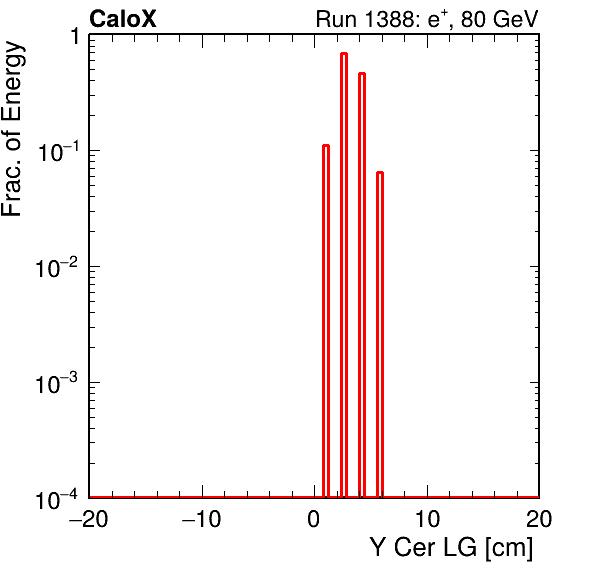 CaloX Run 1388: e⁺, 80 GeV
Frac. of Energy
1
10⁻¹
10⁻²
10⁻³
10⁻⁴
−20 −10 0 10 20
Y Cer LG [cm]